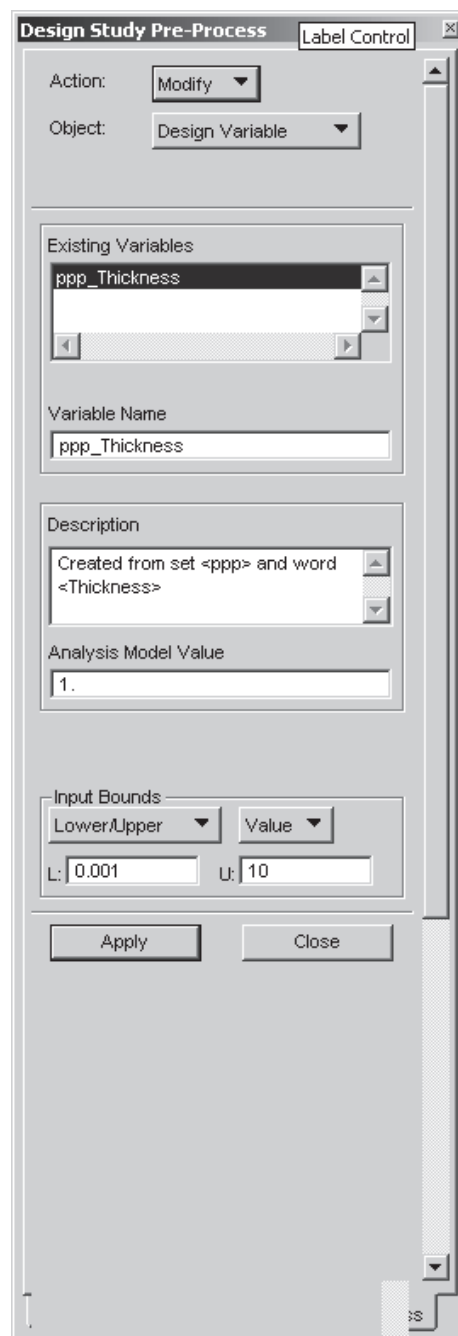 Design Study Pre-Process
Label Control
Action: Modify
Object: Design Variable
Existing Variables
ppp_Thickness
Variable Name
ppp_Thickness
Description
Created from set <ppp> and word
<Thickness>
Analysis Model Value
1.
Input Bounds
Lower/Upper Value
L: 0.001 U: 10
Apply Close
ss